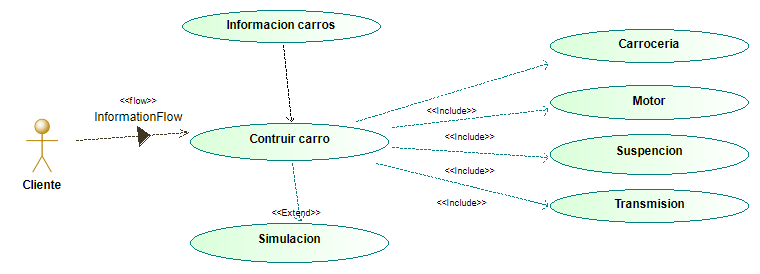 Informacion carros
Carroceria
<<flow>>
InformationFlow
<<Include>>
Motor
Contruir carro
<<Include>>
Suspencion
Cliente
<<Include>>
<<Include>>
Transmision
<<Extend>>
Simulacion